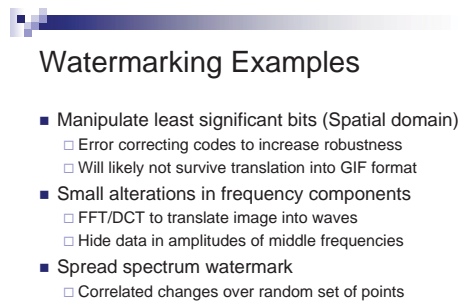 Watermarking Examples
Manipulate least significant bits (Spatial domain)
Error correcting codes to increase robustness
Will likely not survive translation into GIF format
Small alterations in frequency components
FFT/DCT to translate image into waves
Hide data in amplitudes of middle frequencies
Spread spectrum watermark
Correlated changes over random set of points